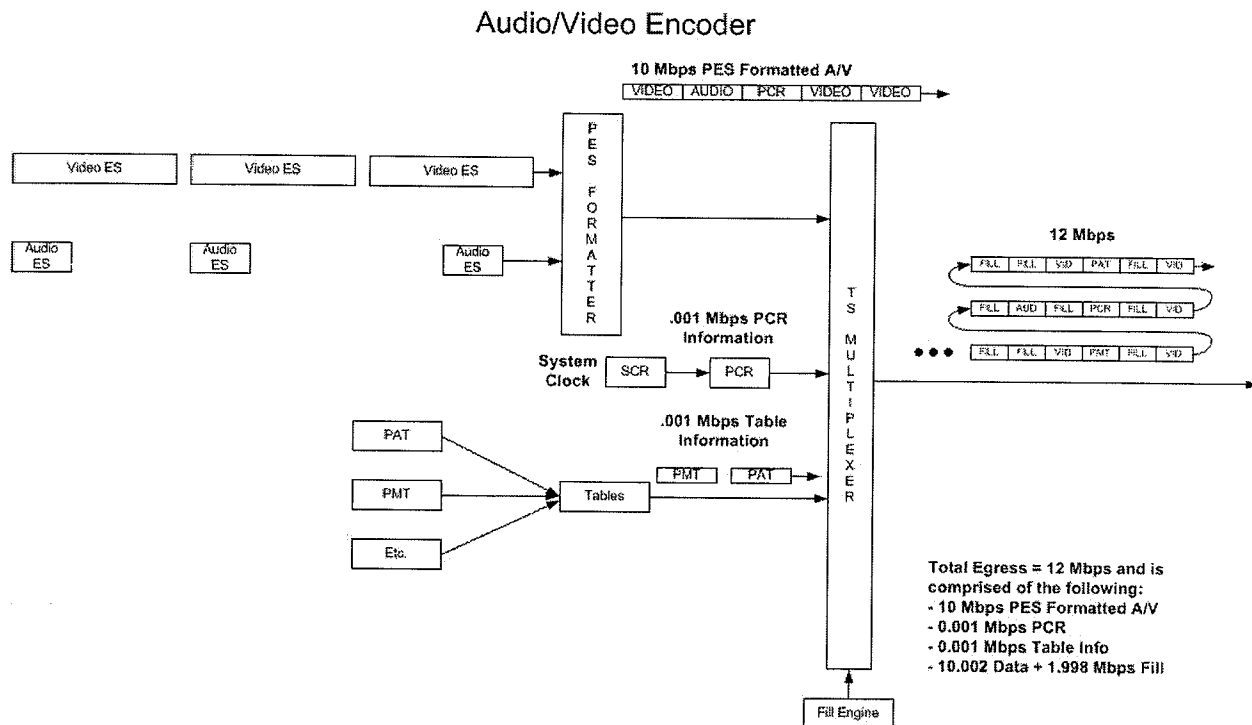 Audio/Video Encoder
10 Mbps PES Formatted A/V
VIDEO AUDIO PCR VIDEO VIDEO
PES FORMATTER
Video ES
Video ES
Video ES
Audio
ES
Audio
ES
Audio
ES
TS MULTIPLEXER
12 Mbps
FILL FILL VID PAT FILL VID
FILL AUD FILL PCR FILL VID
FILL FILL VID PMT FILL VID
.001 Mbps PCR
Information
System
Clock
SCR
PCR
.001 Mbps Table
Information
PAT
PMT
Etc.
Tables
PMT
PAT
Total Egress = 12 Mbps and is
comprised of the following:
- 10 Mbps PES Formatted A/V
- 0.001 Mbps PCR
- 0.001 Mbps Table Info
- 10.002 Data + 1.998 Mbps Fill
Fill Engine